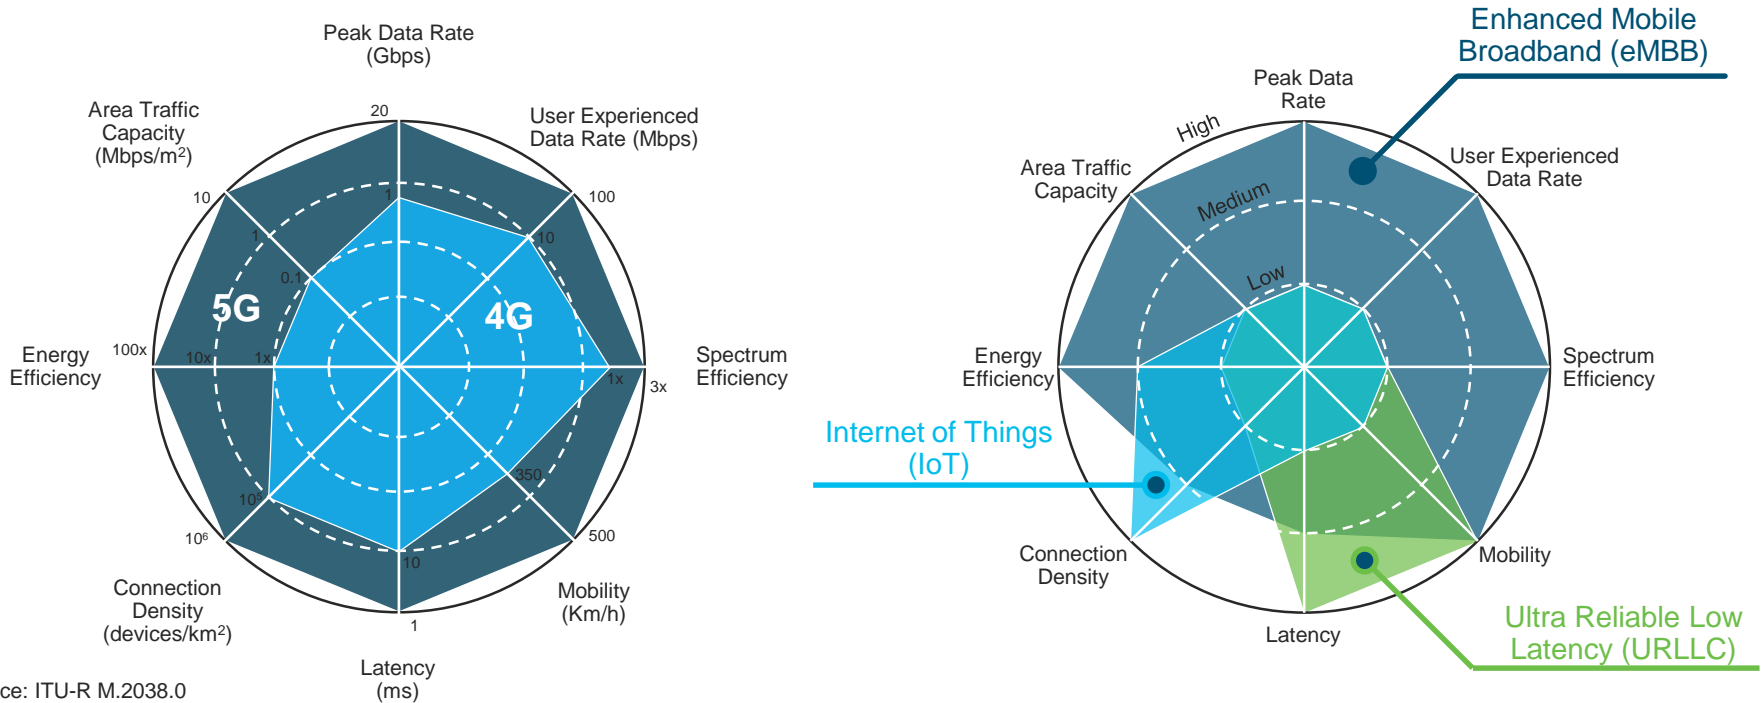 Peak Data Rate
(Gbps)
Area Traffic
Capacity
(Mbps/m²)
20
User Experienced
Data Rate (Mbps)
10
1
100
1
10
0.1
5G
4G
Energy
Efficiency
100x
10x
1x
1x
3x
Spectrum
Efficiency
10⁵
350
10⁶
500
10
Connection
Density
(devices/km²)
Mobility
(Km/h)
1
Latency
(ms)
ce: ITU-R M.2038.0
Enhanced Mobile
Broadband (eMBB)
Peak Data
Rate
High
Area Traffic
Capacity
User Experienced
Data Rate
Medium
Low
Energy
Efficiency
Spectrum
Efficiency
Internet of Things
(IoT)
Connection
Density
Mobility
Latency
Ultra Reliable Low
Latency (URLLC)